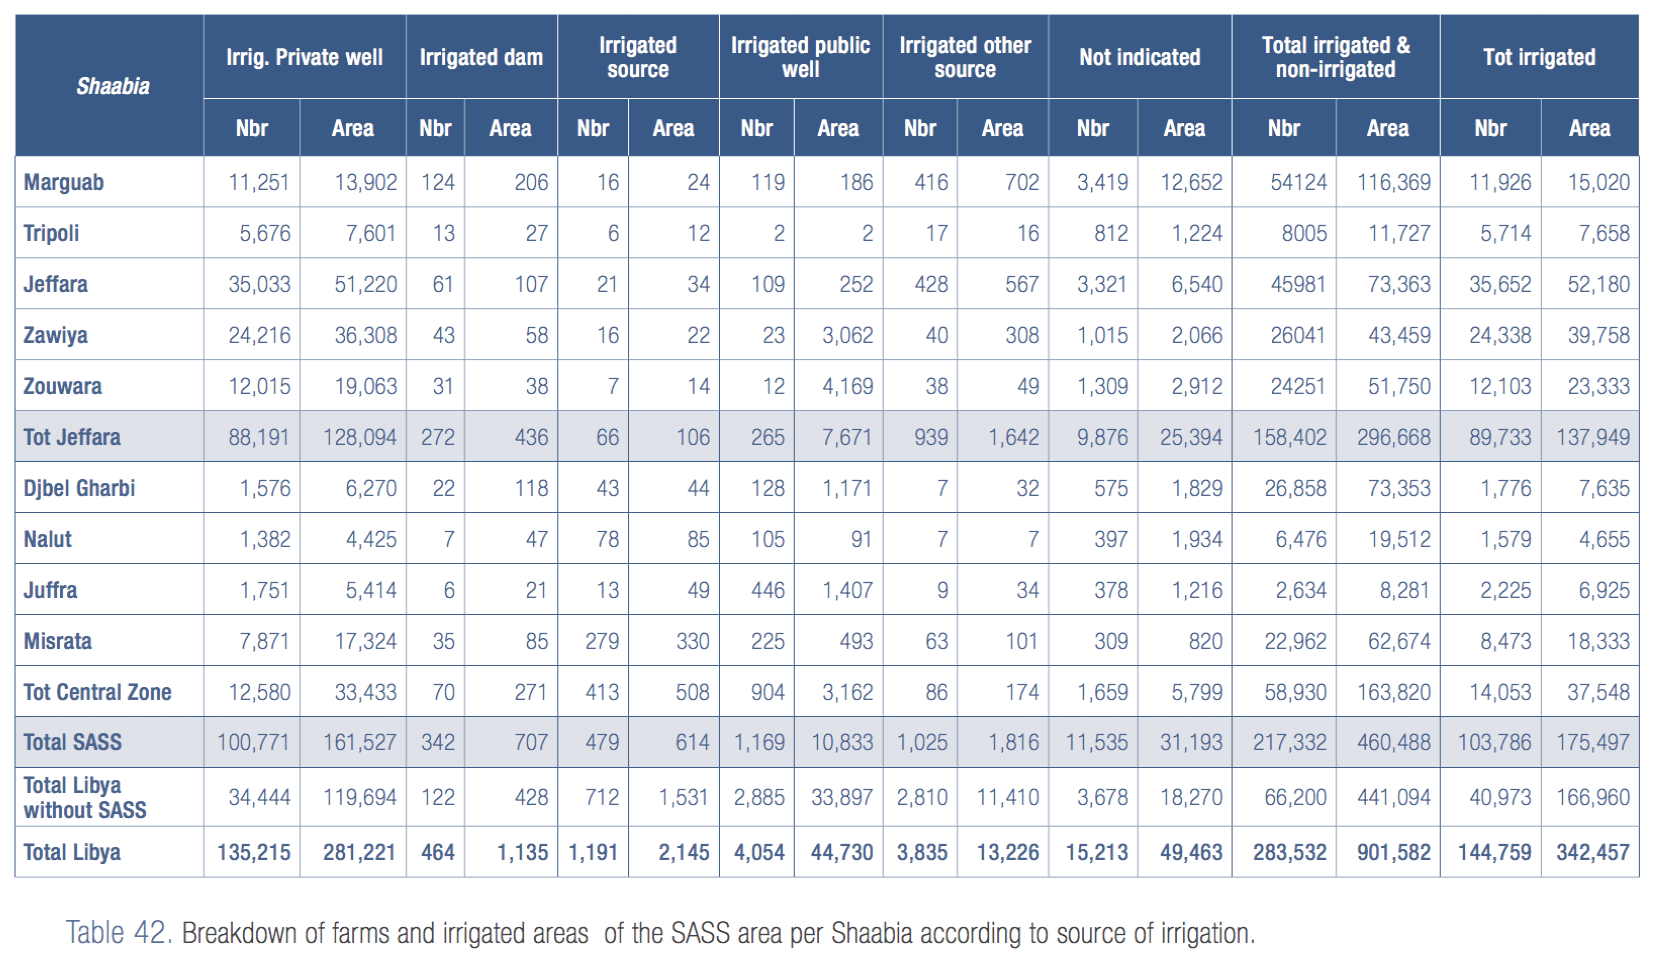 Shaabia Irrig. Private well Irrigated dam Irrigated source Irrigated public well Irrigated other source Not indicated Total irrigated & non-irrigated Tot irrigated
Nbr Area Nbr Area Nbr Area Nbr Area Nbr Area Nbr Area Nbr Area Nbr Area
Marguab 11,251 13,902 124 206 16 24 119 186 416 702 3,419 12,652 54124 116,369 11,926 15,020
Tripoli 5,676 7,601 13 27 6 12 2 2 17 16 812 1,224 8005 11,727 5,714 7,658
Jeffara 35,033 51,220 61 107 21 34 109 252 428 567 3,321 6,540 45981 73,363 35,652 52,180
Zawiya 24,216 36,308 43 58 16 22 23 3,062 40 308 1,015 2,066 26041 43,459 24,338 39,758
Zouwara 12,015 19,063 31 38 7 14 12 4,169 38 49 1,309 2,912 24251 51,750 12,103 23,333
Tot Jeffara 88,191 128,094 272 436 66 106 265 7,671 939 1,642 9,876 25,394 158,402 296,668 89,733 137,949
Djbel Gharbi 1,576 6,270 22 118 43 44 128 1,171 7 32 575 1,829 26,858 73,353 1,776 7,635
Nalut 1,382 4,425 7 47 78 85 105 91 7 7 397 1,934 6,476 19,512 1,579 4,655
Juffra 1,751 5,414 6 21 13 49 446 1,407 9 34 378 1,216 2,634 8,281 2,225 6,925
Misrata 7,871 17,324 35 85 279 330 225 493 63 101 309 820 22,962 62,674 8,473 18,333
Tot Central Zone 12,580 33,433 70 271 413 508 904 3,162 86 174 1,659 5,799 58,930 163,820 14,053 37,548
Total SASS 100,771 161,527 342 707 479 614 1,169 10,833 1,025 1,816 11,535 31,193 217,332 460,488 103,786 175,497
Total Libya without SASS 34,444 119,694 122 428 712 1,531 2,885 33,897 2,810 11,410 3,678 18,270 66,200 441,094 40,973 166,960
Total Libya 135,215 281,221 464 1,135 1,191 2,145 4,054 44,730 3,835 13,226 15,213 49,463 283,532 901,582 144,759 342,457
Table 42. Breakdown of farms and irrigated areas of the SASS area per Shaabia according to source of irrigation.